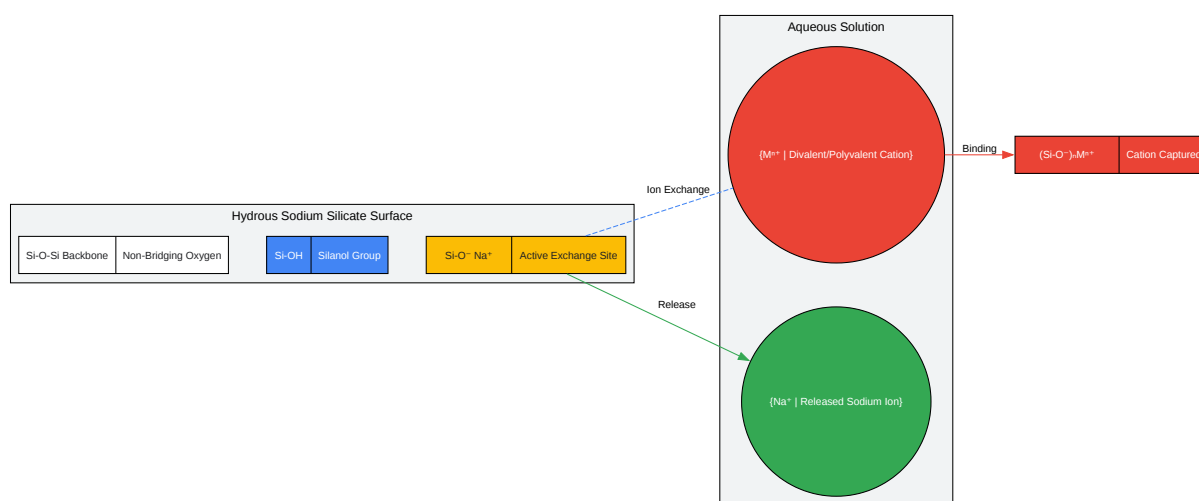 Aqueous Solution
{Mⁿ⁺ | Divalent/Polyvalent Cation}
Binding
(Si-O⁻)ₙMⁿ⁺
Cation Captured
Ion Exchange
Hydrous Sodium Silicate Surface
Si-O-Si Backbone
Non-Bridging Oxygen
Si-OH
Silanol Group
Si-O⁻ Na⁺
Active Exchange Site
Release
{Na⁺ | Released Sodium Ion}